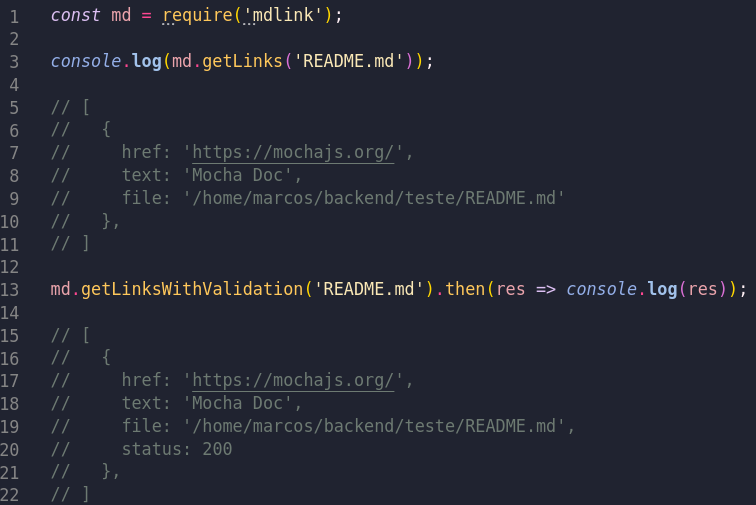 1 const md = require('mdlink');
2
3 console.log(md.getLinks('README.md'));
4
5 // [
6 //   {
7 //     href: 'https://mochajs.org/',
8 //     text: 'Mocha Doc',
9 //     file: '/home/marcos/backend/teste/README.md'
10 //   },
11 // ]
12
13 md.getLinksWithValidation('README.md').then(res => console.log(res));
14
15 // [
16 //   {
17 //     href: 'https://mochajs.org/',
18 //     text: 'Mocha Doc',
19 //     file: '/home/marcos/backend/teste/README.md',
20 //     status: 200
21 //   },
22 // ]